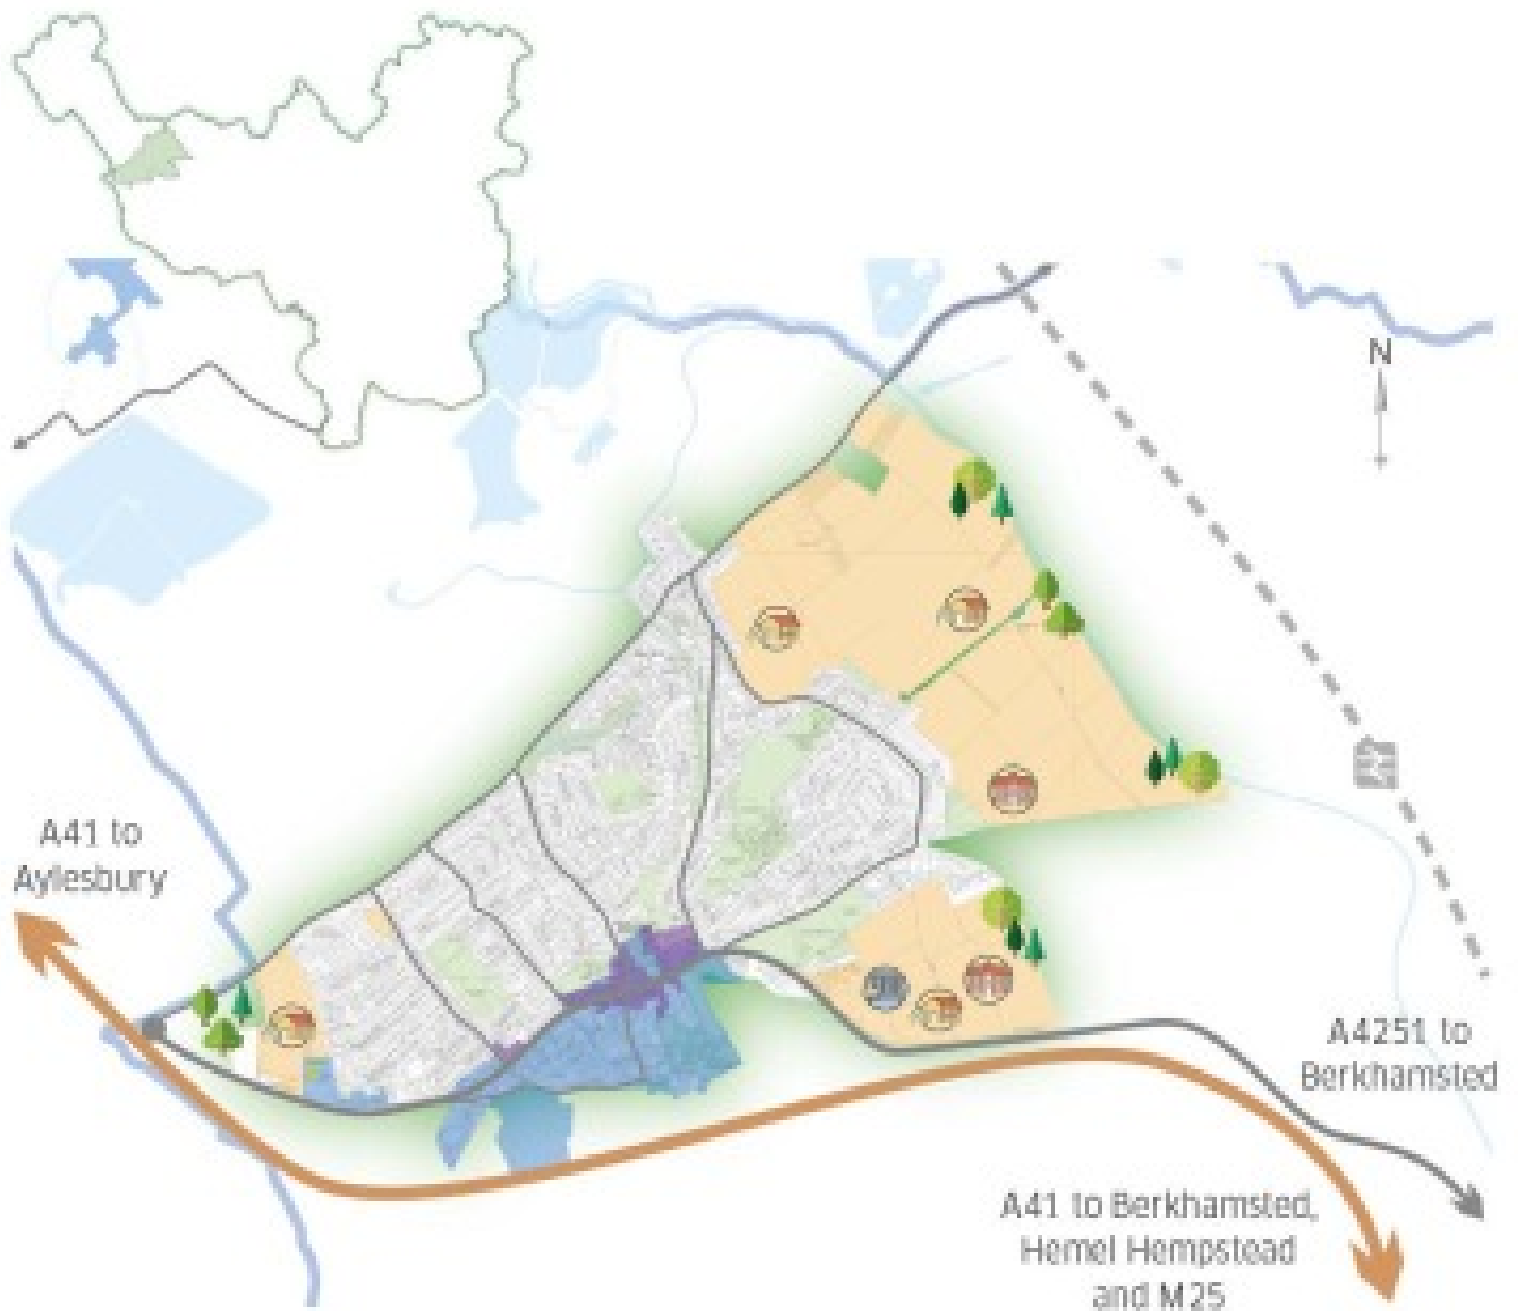 N
A41 to
Aylesbury
A4251 to
Berkhamsted
A41 to Berkhamsted,
Hemel Hempstead
and M25